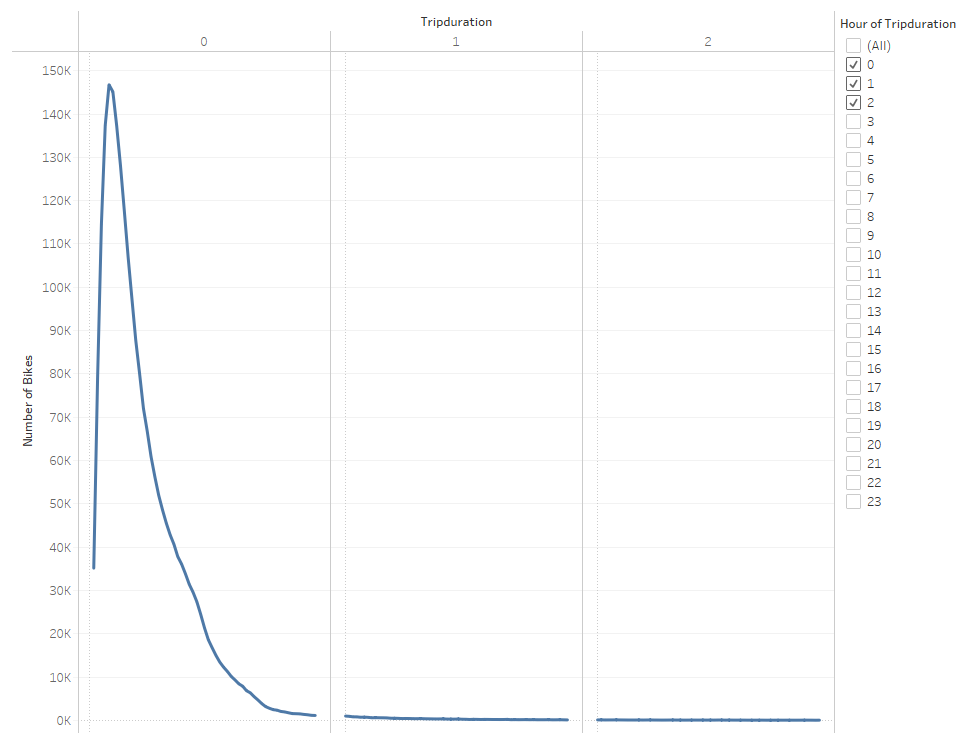 Tripduration
0 1 2
150K
140K
130K
120K
110K
100K
90K
80K
70K
60K
50K
40K
30K
20K
10K
0K
Number of Bikes
Hour of Tripduration
(All)
0
1
2
3
4
5
6
7
8
9
10
11
12
13
14
15
16
17
18
19
20
21
22
23